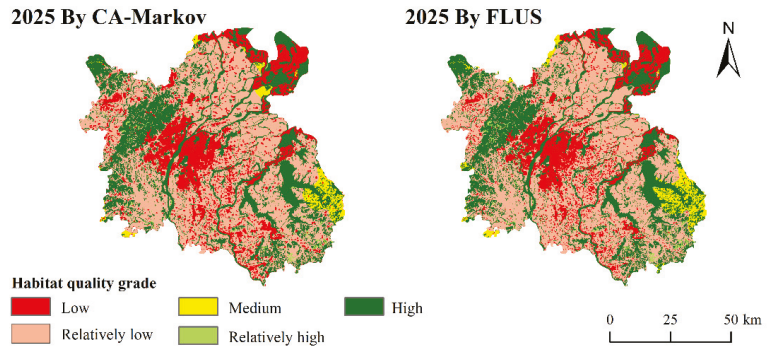 2025 By CA-Markov
2025 By FLUS
N
Habitat quality grade
Low
Medium
High
Relatively low
Relatively high
0 25 50 km